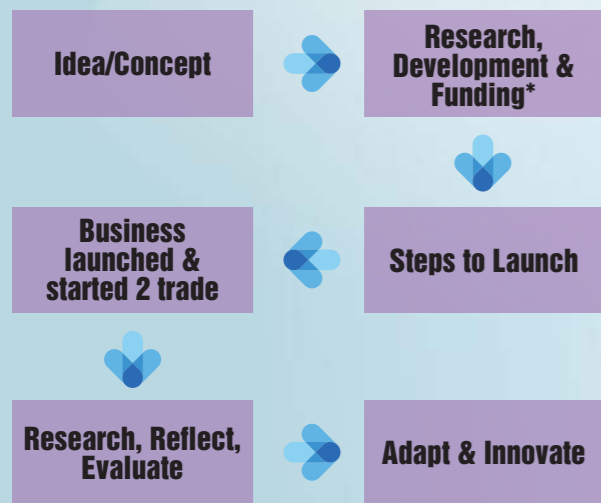 Idea/Concept
Research,
Development &
Funding*
Steps to Launch
Business
launched &
started 2 trade
Research, Reflect,
Evaluate
Adapt & Innovate